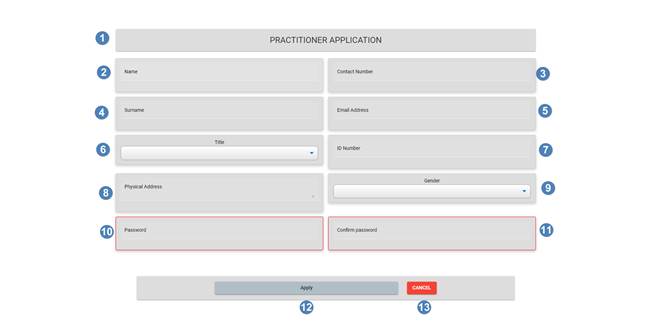 1 PRACTITIONER APPLICATION
2 Name Contact Number 3
4 Surname Email Address 5
6 Title ID Number 7
8 Physical Address Gender 9
10 Password Confirm password 11
Apply CANCEL
12 13